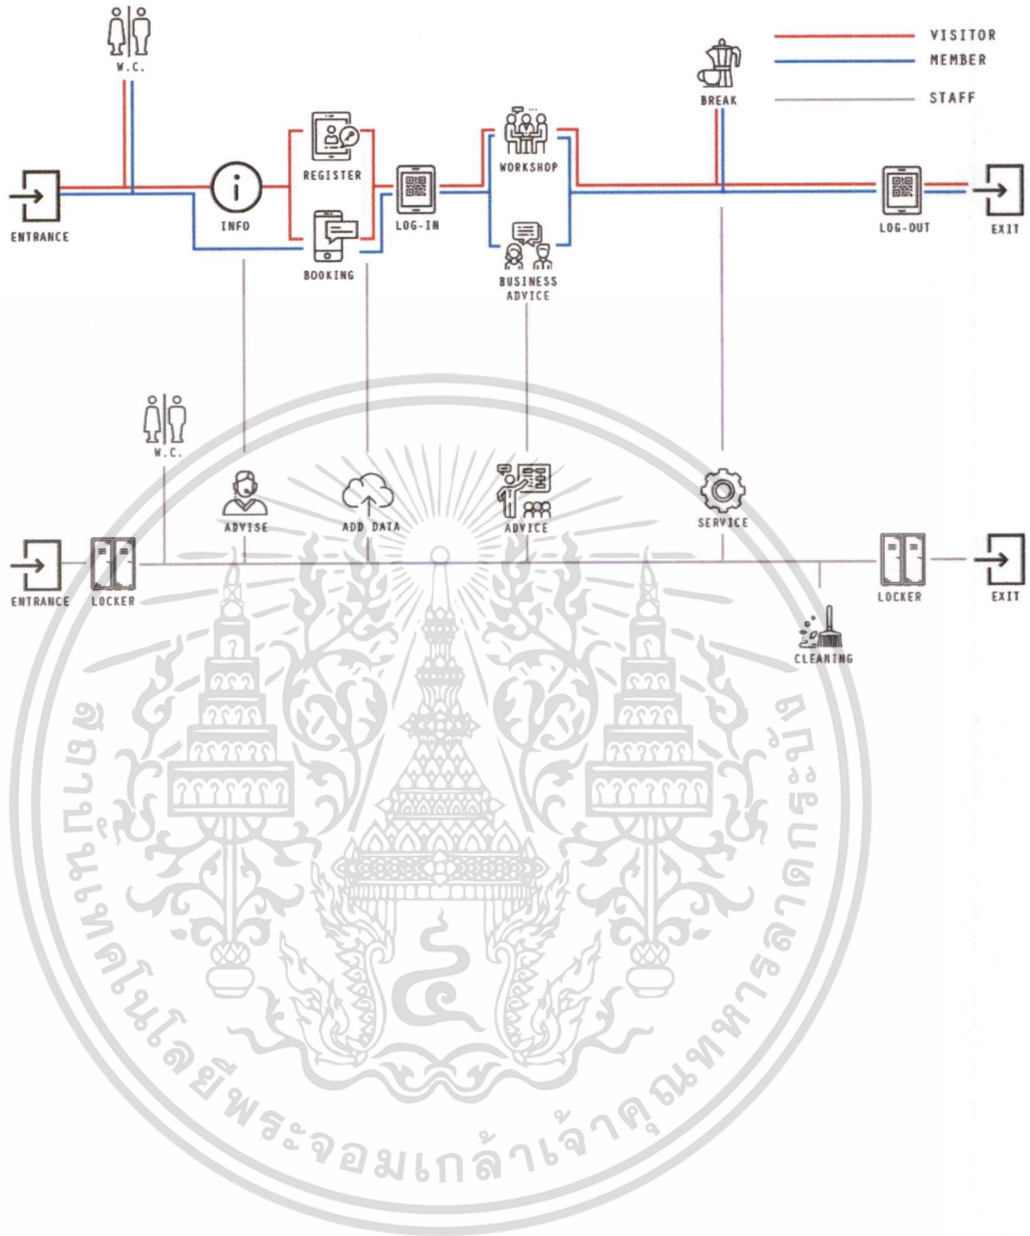 W.C.
BREAK
VISITOR
MEMBER
STAFF
REGISTER
WORKSHOP
ENTRANCE
INFO
LOG-IN
LOG-OUT
EXIT
BOOKING
BUSINESS
ADVICE
W.C.
ADVISE
ADD DATA
ADVICE
SERVICE
ENTRANCE
LOCKER
LOCKER
EXIT
CLEANING
สถาบันเทคโนโลยีพระจอมเกล้าเจ้าคุณทหารลาดกระบัง